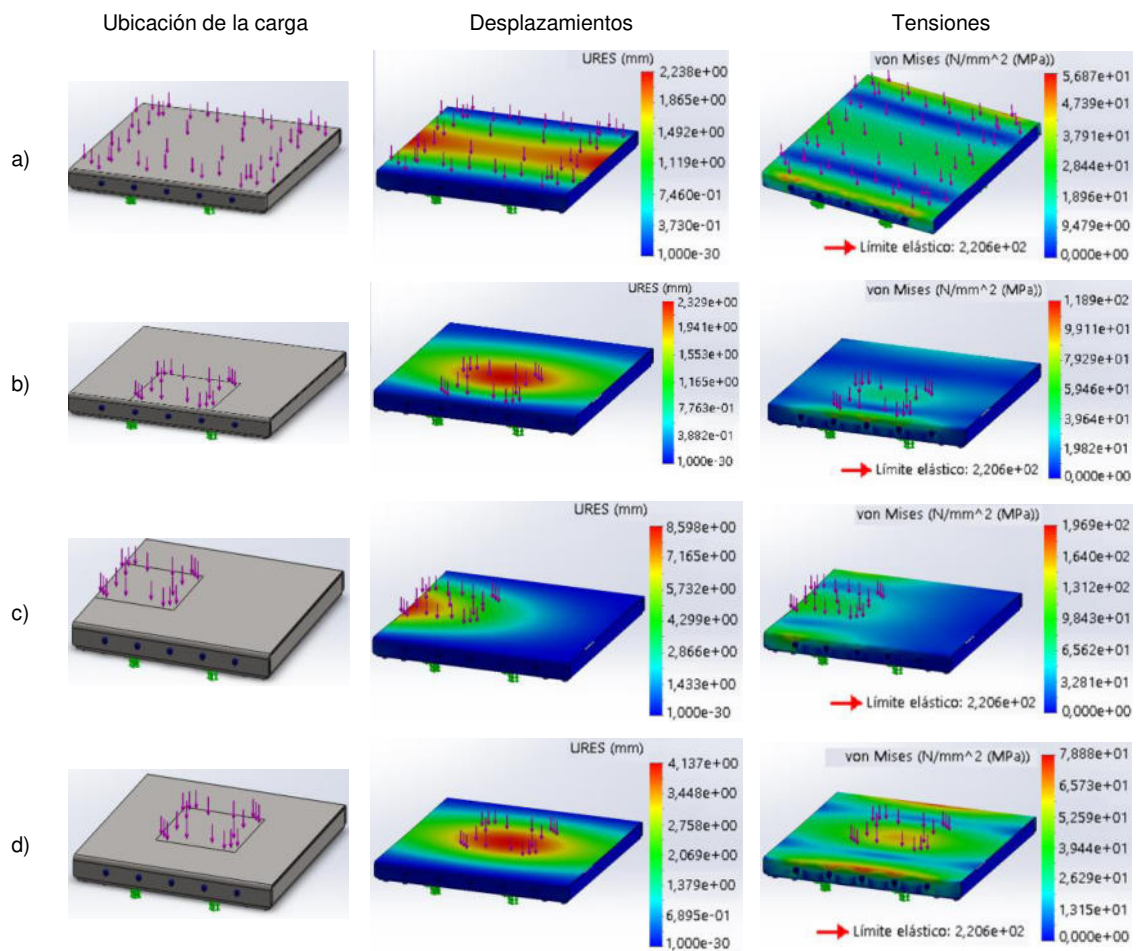 Ubicación de la carga Desplazamientos Tensiones
a)
URES (mm)
2,238e+00
1,865e+00
1,492e+00
1,119e+00
7,460e-01
3,730e-01
1,000e-30
von Mises (N/mm^2 (MPa))
5,687e+01
4,739e+01
3,791e+01
2,844e+01
1,896e+01
9,479e+00
0,000e+00
Límite elástico: 2,206e+02
b)
URES (mm)
2,329e+00
1,941e+00
1,553e+00
1,165e+00
7,763e-01
3,882e-01
1,000e-30
von Mises (N/mm^2 (MPa))
1,189e+02
9,911e+01
7,929e+01
5,946e+01
3,964e+01
1,982e+01
0,000e+00
Límite elástico: 2,206e+02
c)
URES (mm)
8,598e+00
7,165e+00
5,732e+00
4,299e+00
2,866e+00
1,433e+00
1,000e-30
von Mises (N/mm^2 (MPa))
1,969e+02
1,640e+02
1,312e+02
9,843e+01
6,562e+01
3,281e+01
0,000e+00
Límite elástico: 2,206e+02
d)
URES (mm)
4,137e+00
3,448e+00
2,758e+00
2,069e+00
1,379e+00
6,895e-01
1,000e-30
von Mises (N/mm^2 (MPa))
7,888e+01
6,573e+01
5,259e+01
3,944e+01
2,629e+01
1,315e+01
0,000e+00
Límite elástico: 2,206e+02